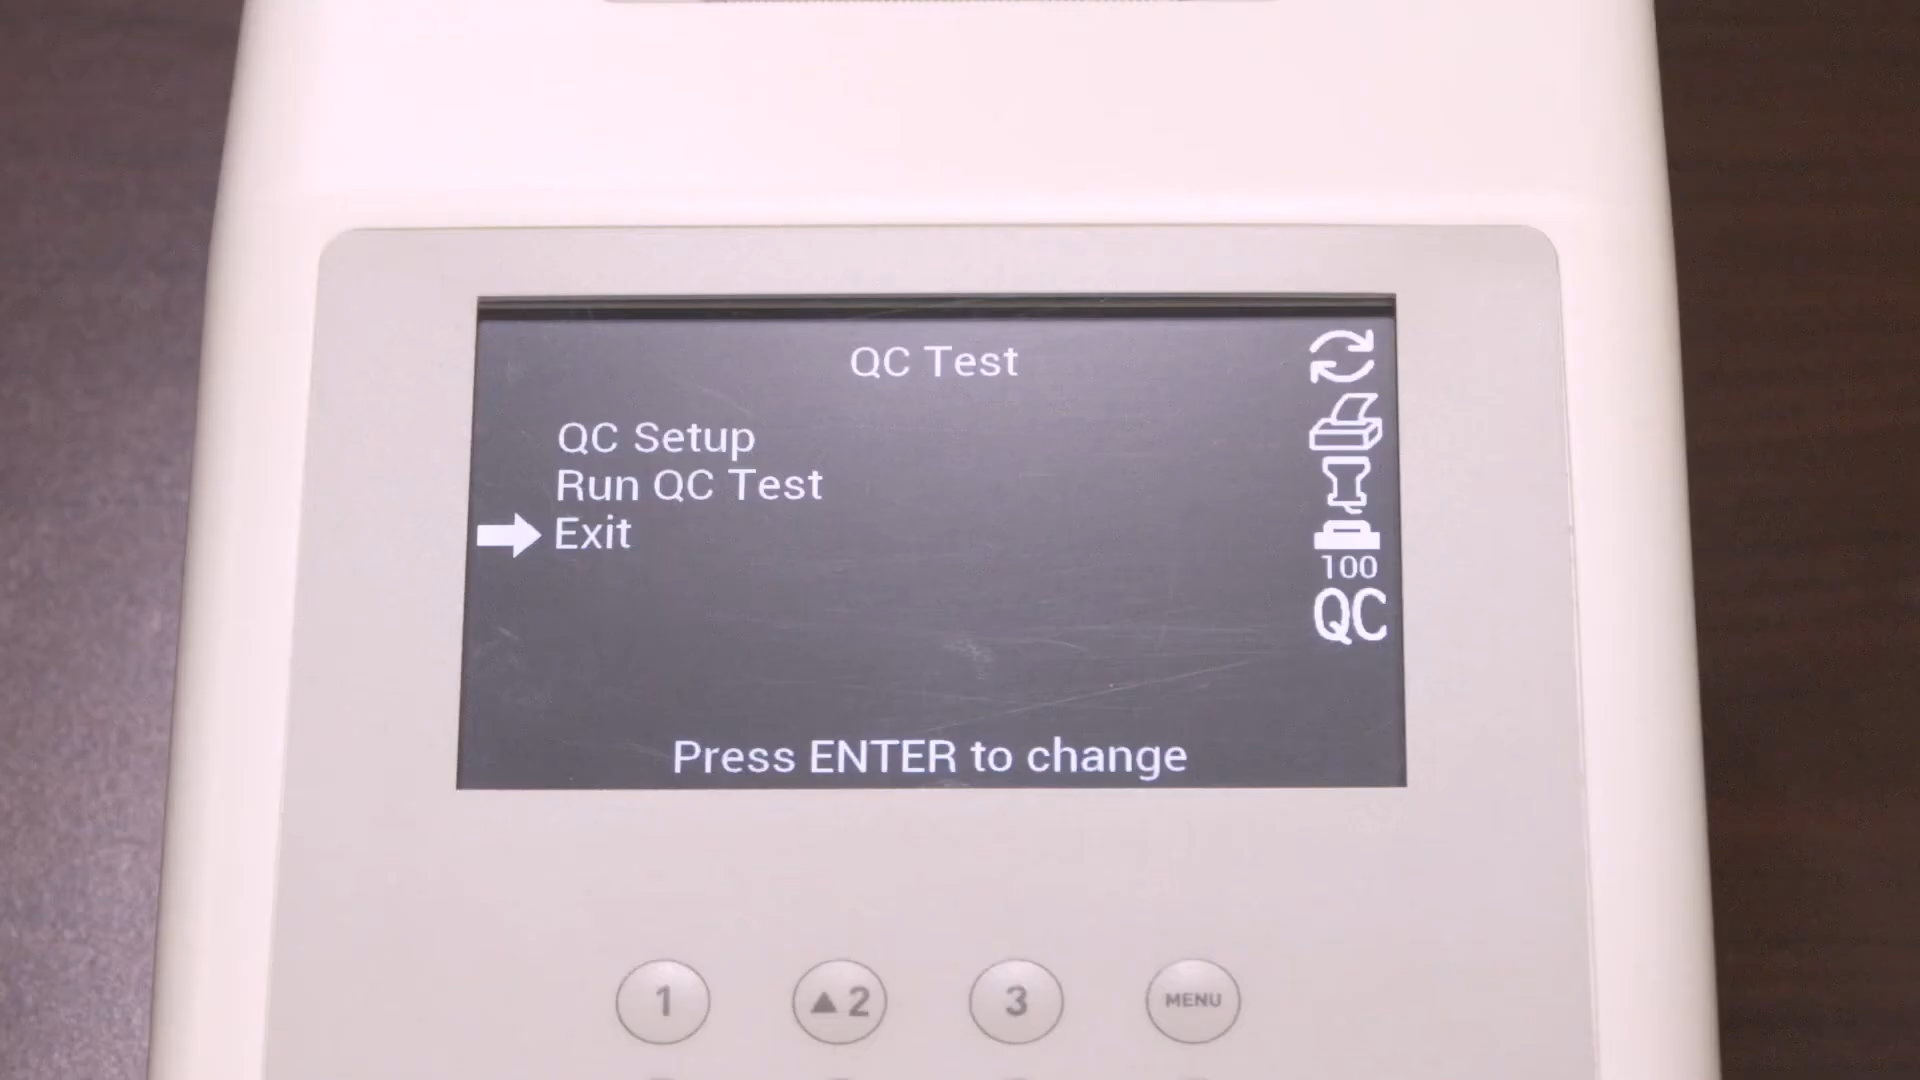 QC Test
QC Setup
Run QC Test
Exit
100
QC
Press ENTER to change
1
▲2
3
MENU